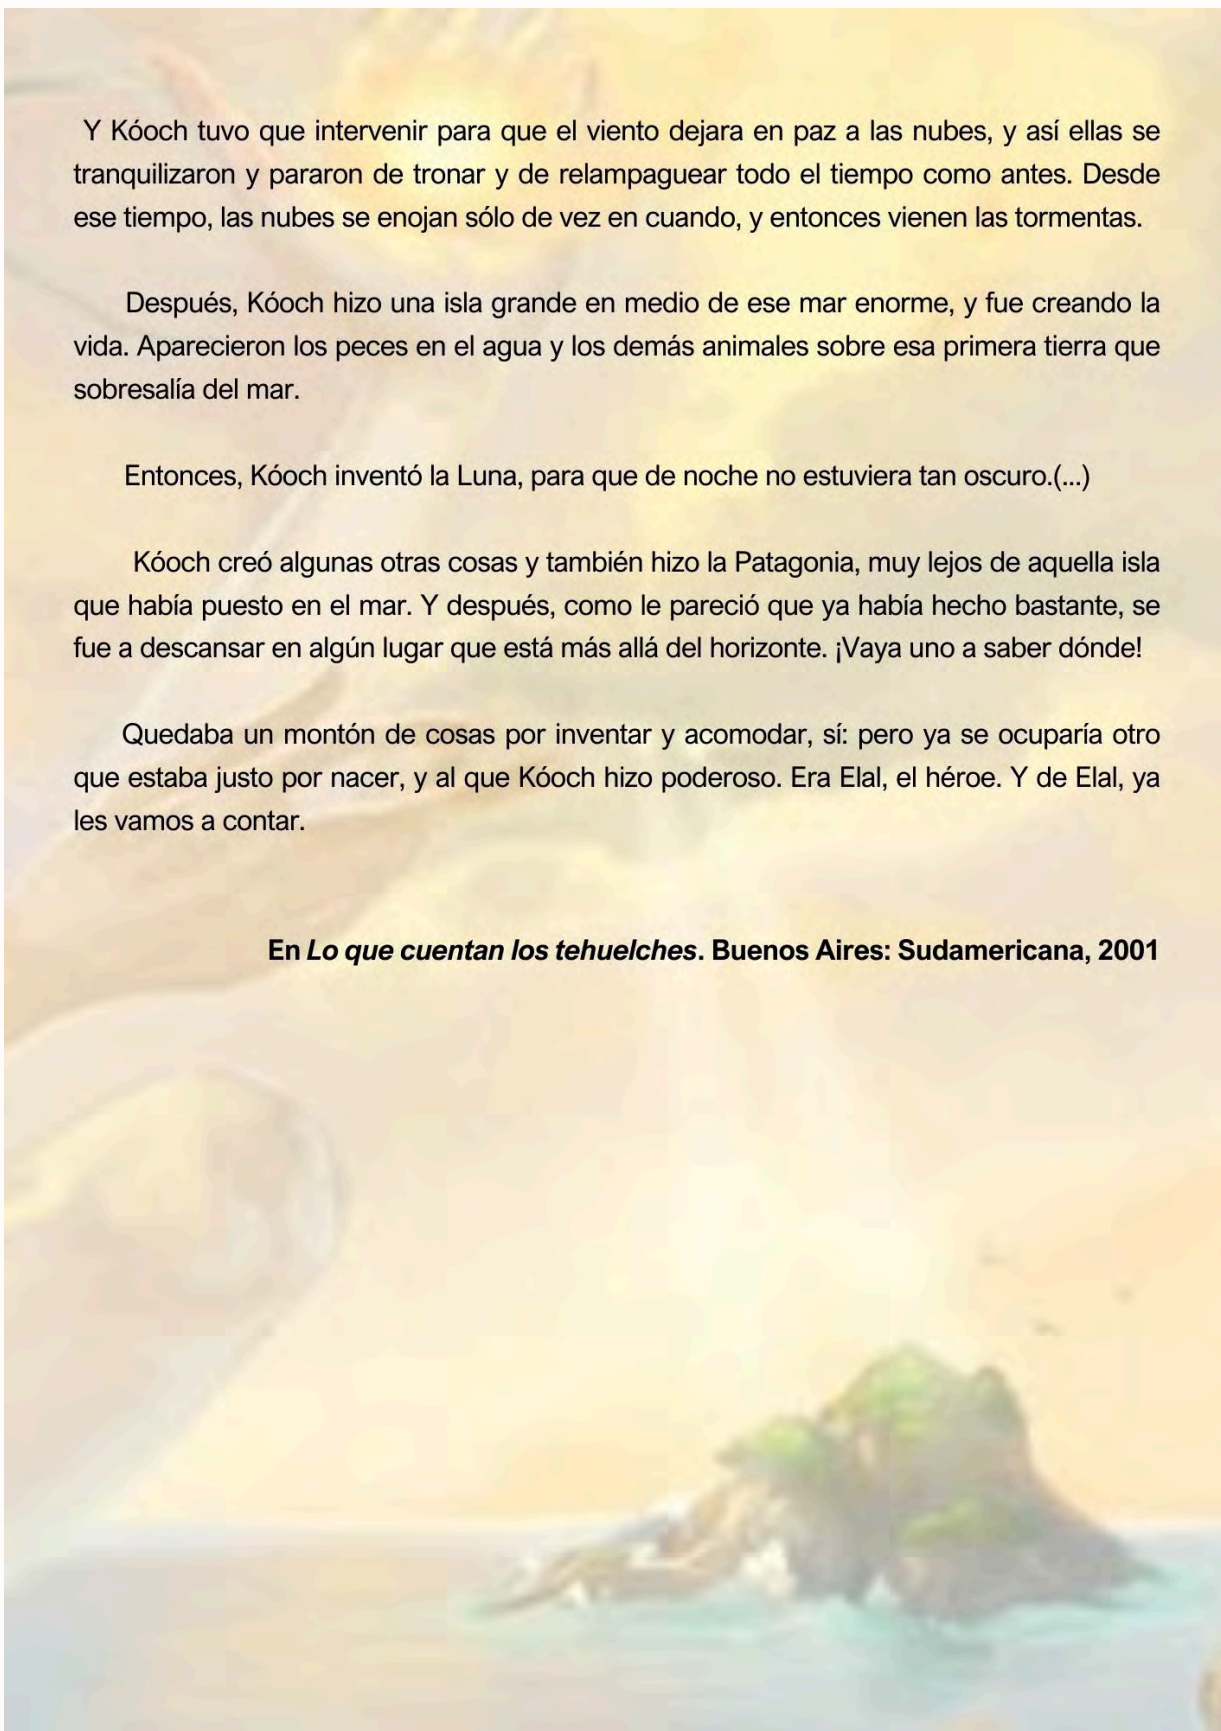 Y Kóoch tuvo que intervenir para que el viento dejara en paz a las nubes, y así ellas se
tranquilizaron y pararon de tronar y de relampaguear todo el tiempo como antes. Desde
ese tiempo, las nubes se enojan sólo de vez en cuando, y entonces vienen las tormentas.
Después, Kóoch hizo una isla grande en medio de ese mar enorme, y fue creando la
vida. Aparecieron los peces en el agua y los demás animales sobre esa primera tierra que
sobresalía del mar.
Entonces, Kóoch inventó la Luna, para que de noche no estuviera tan oscuro.(...)
Kóoch creó algunas otras cosas y también hizo la Patagonia, muy lejos de aquella isla
que había puesto en el mar. Y después, como le pareció que ya había hecho bastante, se
fue a descansar en algún lugar que está más allá del horizonte. ¡Vaya uno a saber dónde!
Quedaba un montón de cosas por inventar y acomodar, sí: pero ya se ocuparía otro
que estaba justo por nacer, y al que Kóoch hizo poderoso. Era Elal, el héroe. Y de Elal, ya
les vamos a contar.
En Lo que cuentan los tehuelches. Buenos Aires: Sudamericana, 2001